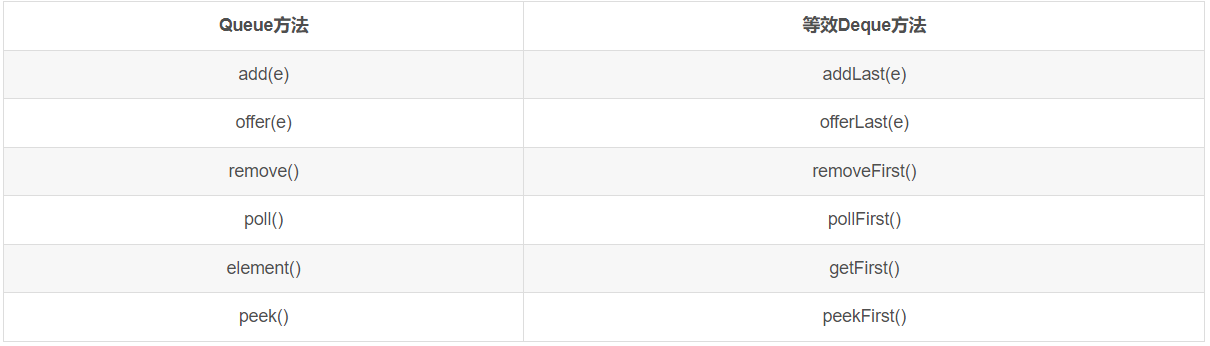 Queue方法 等效Deque方法
add(e) addLast(e)
offer(e) offerLast(e)
remove() removeFirst()
poll() pollFirst()
element() getFirst()
peek() peekFirst()